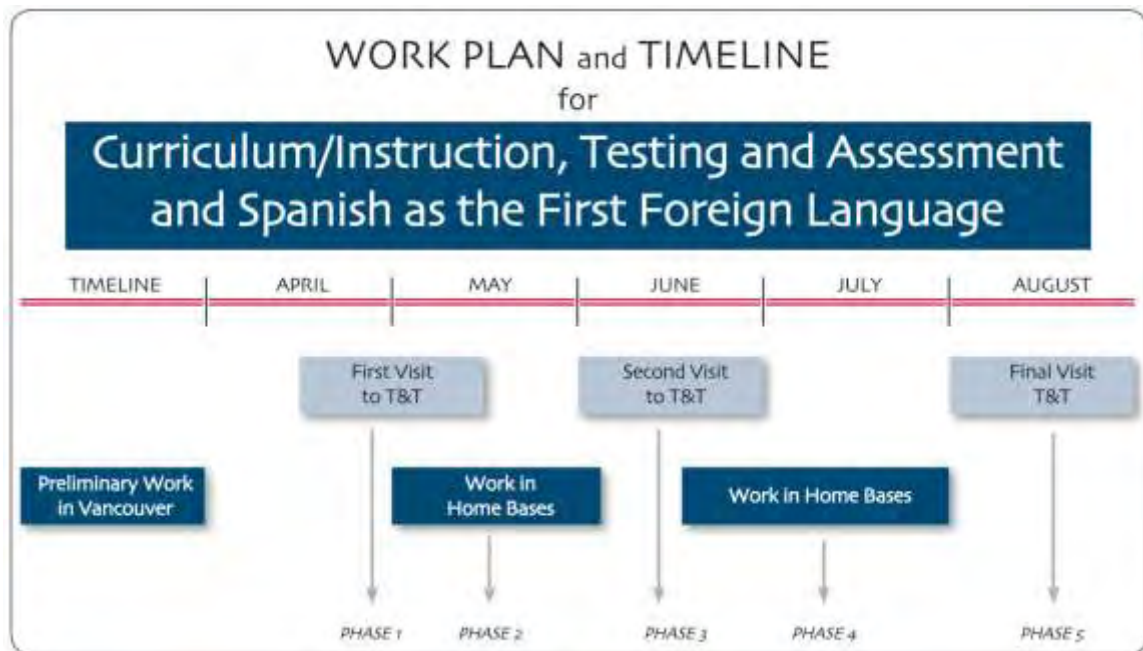 WORK PLAN and TIMELINE
for
Curriculum/Instruction, Testing and Assessment
and Spanish as the First Foreign Language
TIMELINE
APRIL
MAY
JUNE
JULY
AUGUST
First Visit
to T&T
Second Visit
to T&T
Final Visit
T&T
Preliminary Work
in Vancouver
Work in
Home Bases
Work in Home Bases
PHASE 1
PHASE 2
PHASE 3
PHASE 4
PHASE 5